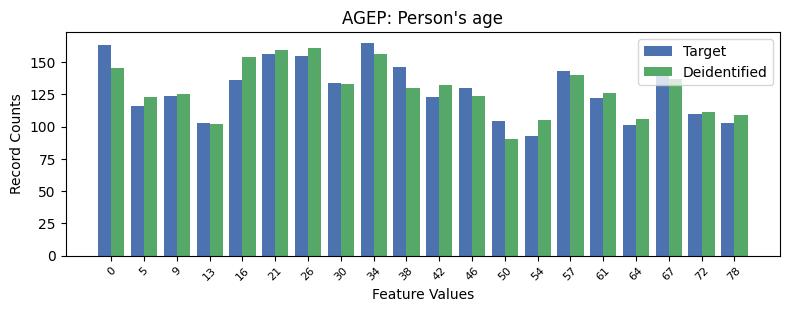 AGEP: Person's age
Target
Deidentified
Record Counts
150
125
100
75
50
25
0
0 5 9 13 16 21 26 30 34 38 42 46 50 54 57 61 64 67 72 78
Feature Values